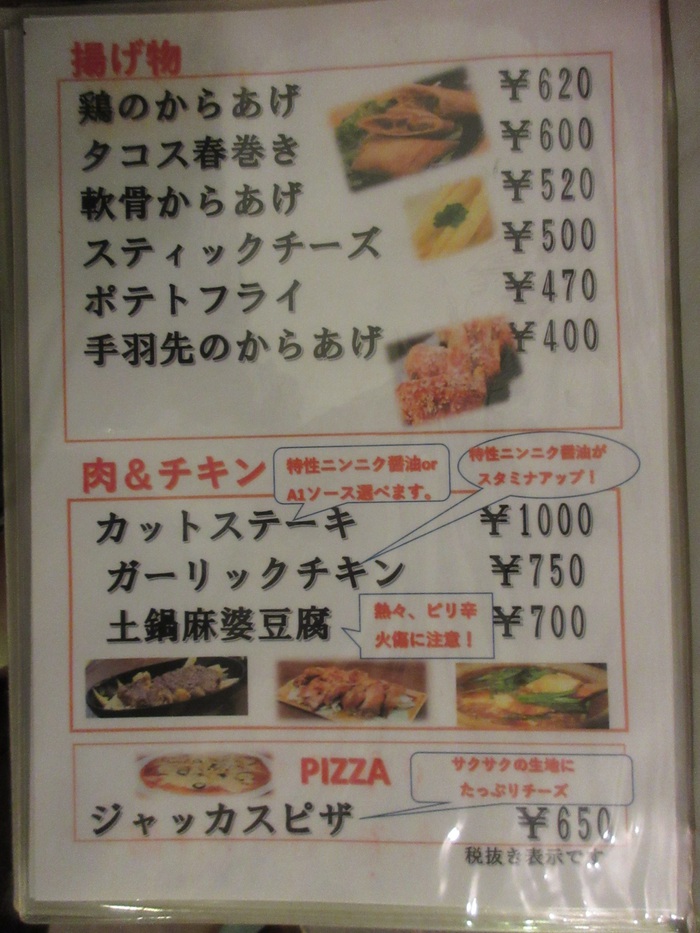 揚げ物
鶏のからあげ ￥620
タコス春巻き ￥600
軟骨からあげ ￥520
スティックチーズ ￥500
ポテトフライ ￥470
手羽先のからあげ ￥400
肉＆チキン
特性ニンニク醤油or
A1ソース選べます。
特性ニンニク醤油が
スタミナアップ！
カットステーキ ￥1000
ガーリックチキン ￥750
土鍋麻婆豆腐 ￥700
熱々、ピリ辛
火傷に注意！
PIZZA
サクサクの生地に
たっぷりチーズ
ジャッカスピザ ￥650
税抜き表示です